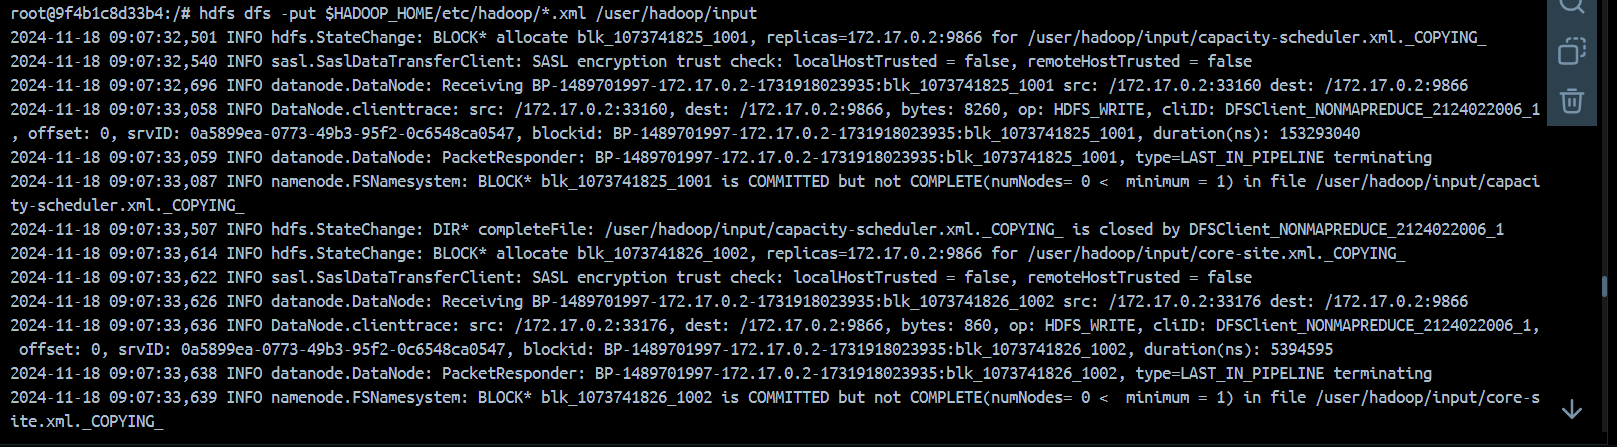 root@9f4b1c8d33b4:/# hdfs dfs -put $HADOOP_HOME/etc/hadoop/*.xml /user/hadoop/input
2024-11-18 09:07:32,501 INFO hdfs.StateChange: BLOCK* allocate blk_1073741825_1001, replicas=172.17.0.2:9866 for /user/hadoop/input/capacity-scheduler.xml._COPYING_
2024-11-18 09:07:32,540 INFO sasl.SaslDataTransferClient: SASL encryption trust check: localHostTrusted = false, remoteHostTrusted = false
2024-11-18 09:07:32,696 INFO datanode.DataNode: Receiving BP-1489701997-172.17.0.2-1731918023935:blk_1073741825_1001 src: /172.17.0.2:33160 dest: /172.17.0.2:9866
2024-11-18 09:07:33,058 INFO DataNode.clienttrace: src: /172.17.0.2:33160, dest: /172.17.0.2:9866, bytes: 8260, op: HDFS_WRITE, cliID: DFSClient_NONMAPREDUCE_2124022006_1
, offset: 0, srvID: 0a5899ea-0773-49b3-95f2-0c6548ca0547, blockid: BP-1489701997-172.17.0.2-1731918023935:blk_1073741825_1001, duration(ns): 153293040
2024-11-18 09:07:33,059 INFO datanode.DataNode: PacketResponder: BP-1489701997-172.17.0.2-1731918023935:blk_1073741825_1001, type=LAST_IN_PIPELINE terminating
2024-11-18 09:07:33,087 INFO namenode.FSNamesystem: BLOCK* blk_1073741825_1001 is COMMITTED but not COMPLETE(numNodes= 0 <  minimum = 1) in file /user/hadoop/input/capaci
ty-scheduler.xml._COPYING_
2024-11-18 09:07:33,507 INFO hdfs.StateChange: DIR* completeFile: /user/hadoop/input/capacity-scheduler.xml._COPYING_ is closed by DFSClient_NONMAPREDUCE_2124022006_1
2024-11-18 09:07:33,614 INFO hdfs.StateChange: BLOCK* allocate blk_1073741826_1002, replicas=172.17.0.2:9866 for /user/hadoop/input/core-site.xml._COPYING_
2024-11-18 09:07:33,622 INFO sasl.SaslDataTransferClient: SASL encryption trust check: localHostTrusted = false, remoteHostTrusted = false
2024-11-18 09:07:33,626 INFO datanode.DataNode: Receiving BP-1489701997-172.17.0.2-1731918023935:blk_1073741826_1002 src: /172.17.0.2:33176 dest: /172.17.0.2:9866
2024-11-18 09:07:33,636 INFO DataNode.clienttrace: src: /172.17.0.2:33176, dest: /172.17.0.2:9866, bytes: 860, op: HDFS_WRITE, cliID: DFSClient_NONMAPREDUCE_2124022006_1,
 offset: 0, srvID: 0a5899ea-0773-49b3-95f2-0c6548ca0547, blockid: BP-1489701997-172.17.0.2-1731918023935:blk_1073741826_1002, duration(ns): 5394595
2024-11-18 09:07:33,638 INFO datanode.DataNode: PacketResponder: BP-1489701997-172.17.0.2-1731918023935:blk_1073741826_1002, type=LAST_IN_PIPELINE terminating
2024-11-18 09:07:33,639 INFO namenode.FSNamesystem: BLOCK* blk_1073741826_1002 is COMMITTED but not COMPLETE(numNodes= 0 <  minimum = 1) in file /user/hadoop/input/core-s
ite.xml._COPYING_